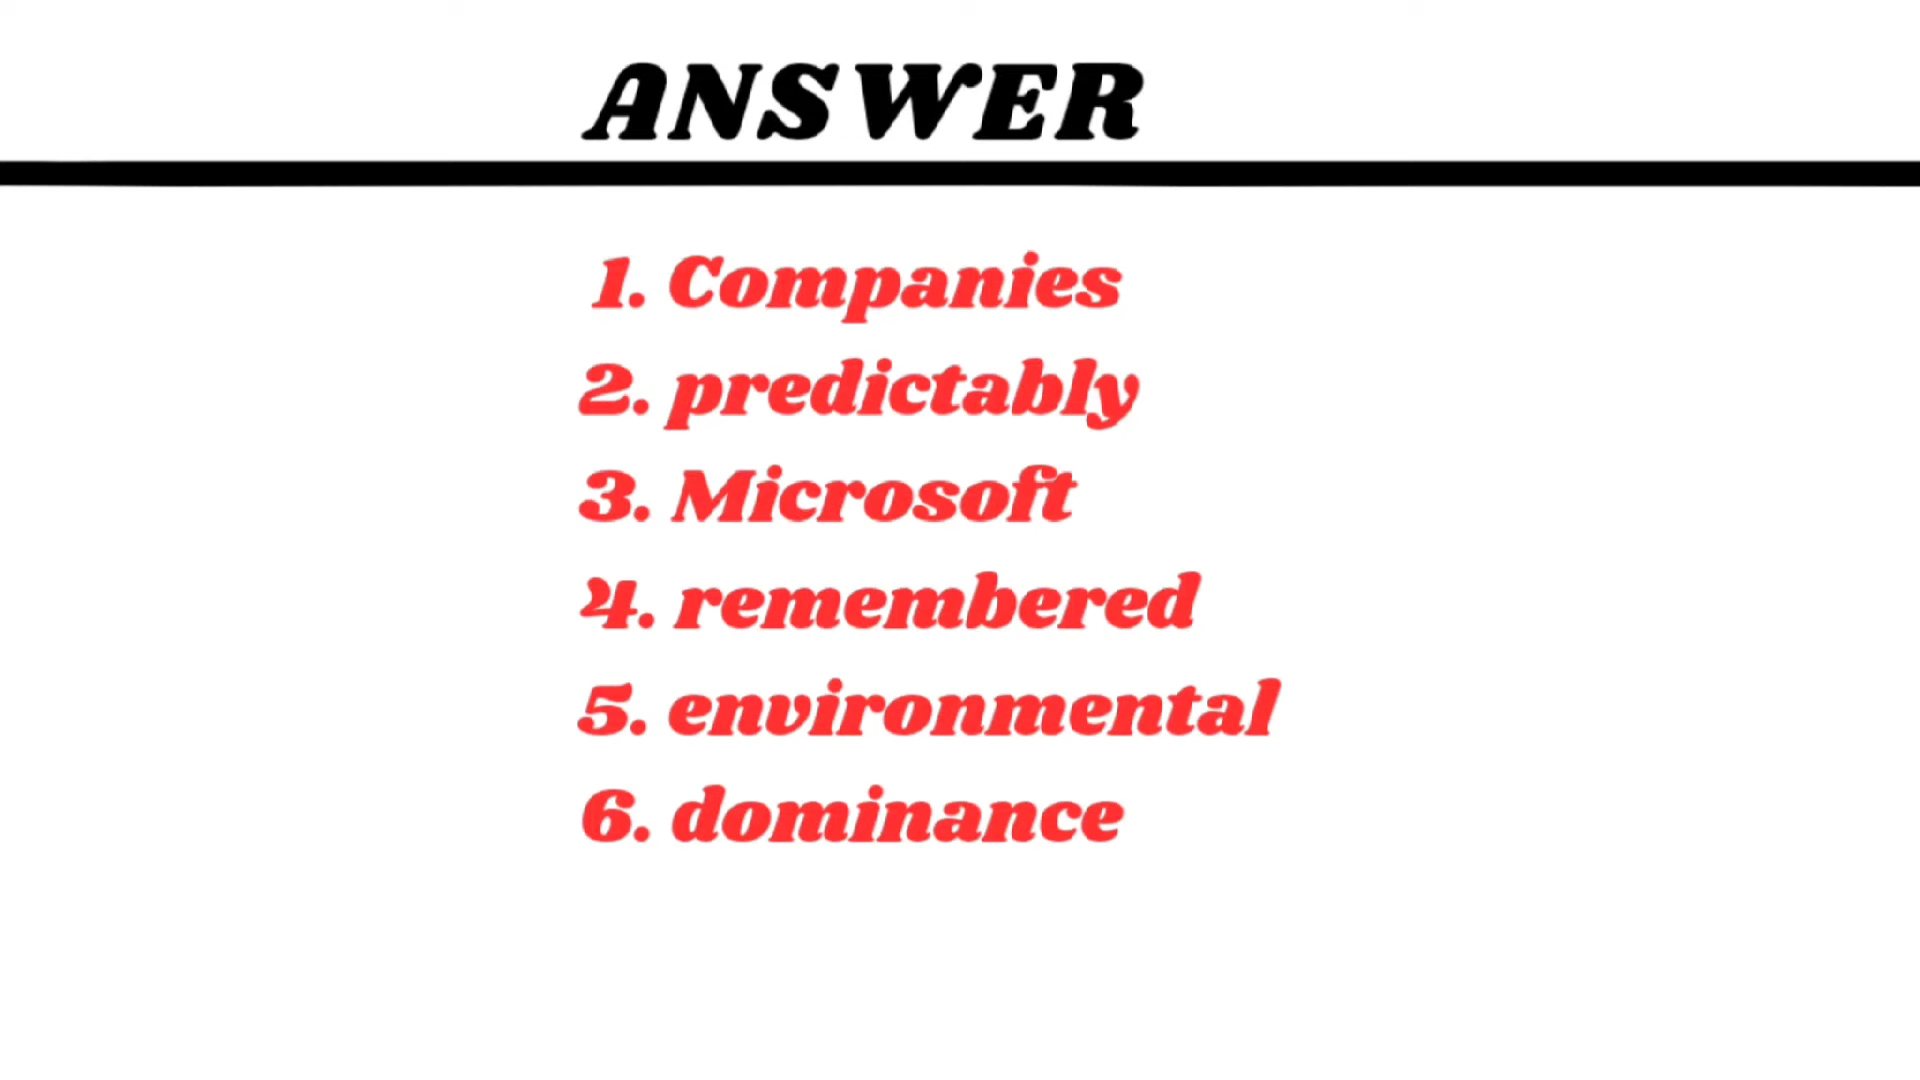 ANSWER
1. Companies
2. predictably
3. Microsoft
4. remembered
5. environmental
6. dominance